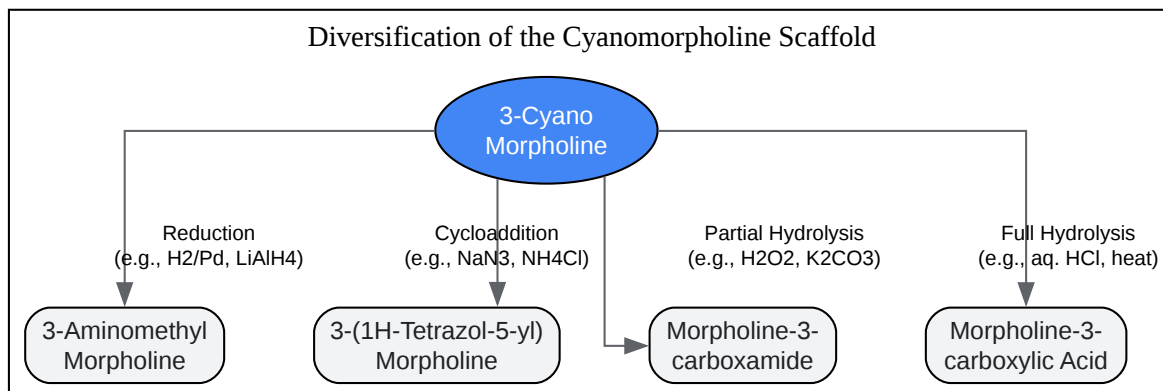 Diversification of the Cyanomorpholine Scaffold
3-Cyano
Morpholine
Reduction
(e.g., H2/Pd, LiAlH4)
Cycloaddition
(e.g., NaN3, NH4Cl)
Partial Hydrolysis
(e.g., H2O2, K2CO3)
Full Hydrolysis
(e.g., aq. HCl, heat)
3-Aminomethyl
Morpholine
3-(1H-Tetrazol-5-yl)
Morpholine
Morpholine-3-
carboxamide
Morpholine-3-
carboxylic Acid